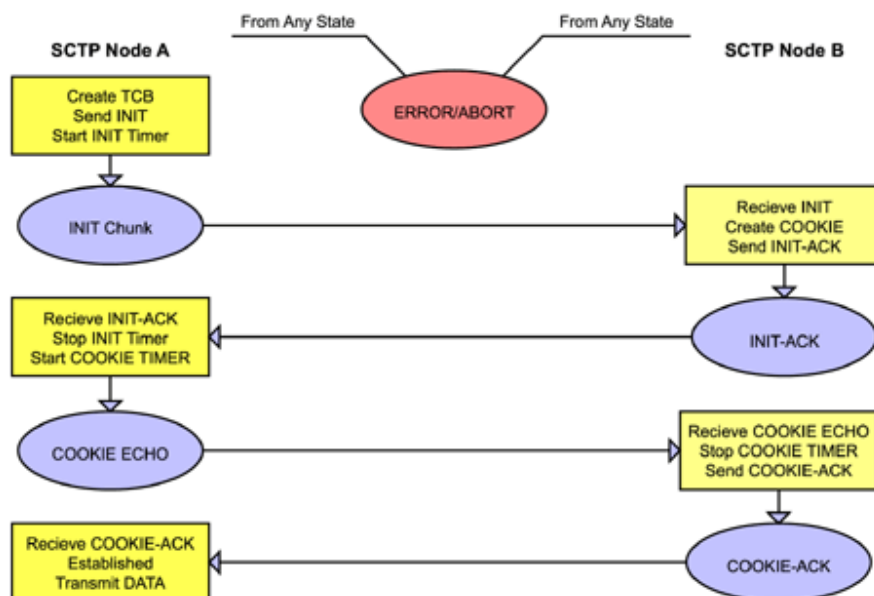 From Any State
From Any State
SCTP Node A
SCTP Node B
ERROR/ABORT
Create TCB
Send INIT
Start INIT Timer
INIT Chunk
Recieve INIT
Create COOKIE
Send INIT-ACK
INIT-ACK
Recieve INIT-ACK
Stop INIT Timer
Start COOKIE TIMER
COOKIE ECHO
Recieve COOKIE ECHO
Stop COOKIE TIMER
Send COOKIE-ACK
COOKIE-ACK
Recieve COOKIE-ACK
Established
Transmit DATA